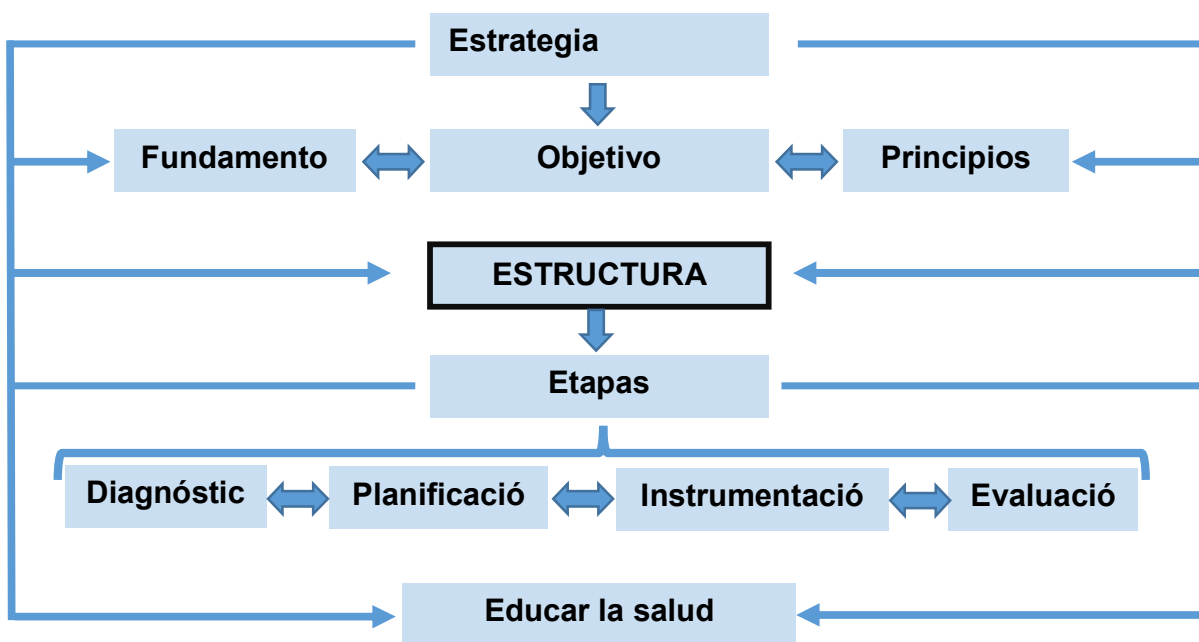 Estrategia
Fundamento
Objetivo
Principios
ESTRUCTURA
Etapas
Diagnóstic
Planificació
Instrumentació
Evaluació
Educar la salud